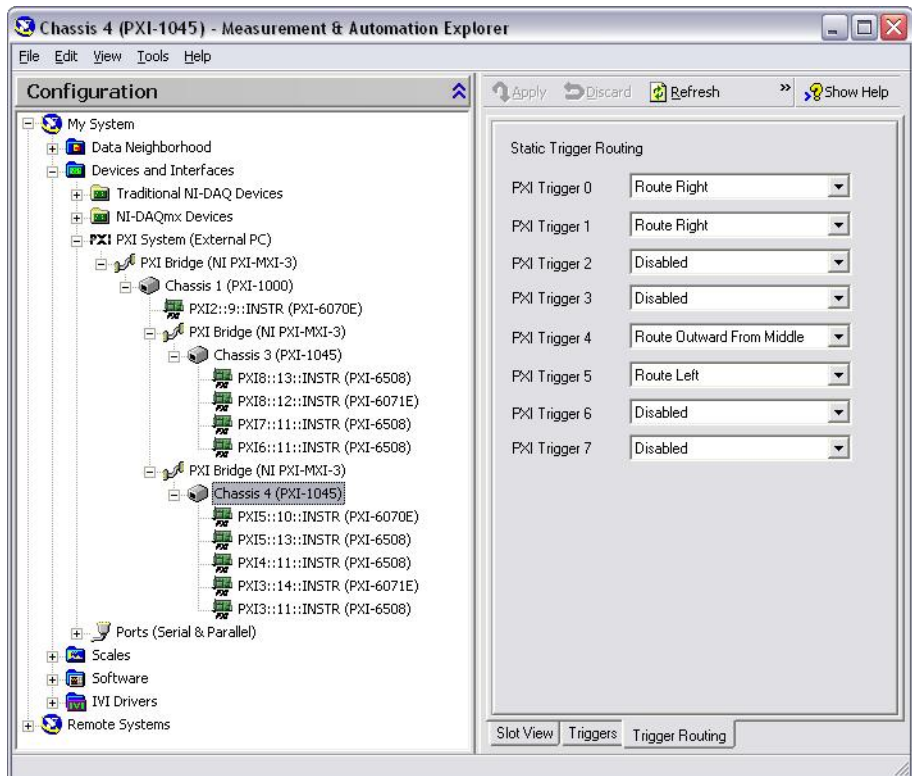 Chassis 4 (PXI-1045) - Measurement & Automation Explorer
File Edit View Tools Help
Configuration
My System
Data Neighborhood
Devices and Interfaces
Traditional NI-DAQ Devices
NI-DAQmx Devices
PXI PXI System (External PC)
PXI Bridge (NI PXI-MXI-3)
Chassis 1 (PXI-1000)
PXI2::9::INSTR (PXI-6070E)
PXI Bridge (NI PXI-MXI-3)
Chassis 3 (PXI-1045)
PXI8::13::INSTR (PXI-6508)
PXI8::12::INSTR (PXI-6071E)
PXI7::11::INSTR (PXI-6508)
PXI6::11::INSTR (PXI-6508)
PXI Bridge (NI PXI-MXI-3)
Chassis 4 (PXI-1045)
PXI5::10::INSTR (PXI-6070E)
PXI5::13::INSTR (PXI-6508)
PXI4::11::INSTR (PXI-6508)
PXI3::14::INSTR (PXI-6071E)
PXI3::11::INSTR (PXI-6508)
Ports (Serial & Parallel)
Scales
Software
IVI Drivers
Remote Systems
Apply Discard Refresh » Show Help
Static Trigger Routing
PXI Trigger 0 Route Right
PXI Trigger 1 Route Right
PXI Trigger 2 Disabled
PXI Trigger 3 Disabled
PXI Trigger 4 Route Outward From Middle
PXI Trigger 5 Route Left
PXI Trigger 6 Disabled
PXI Trigger 7 Disabled
Slot View Triggers Trigger Routing